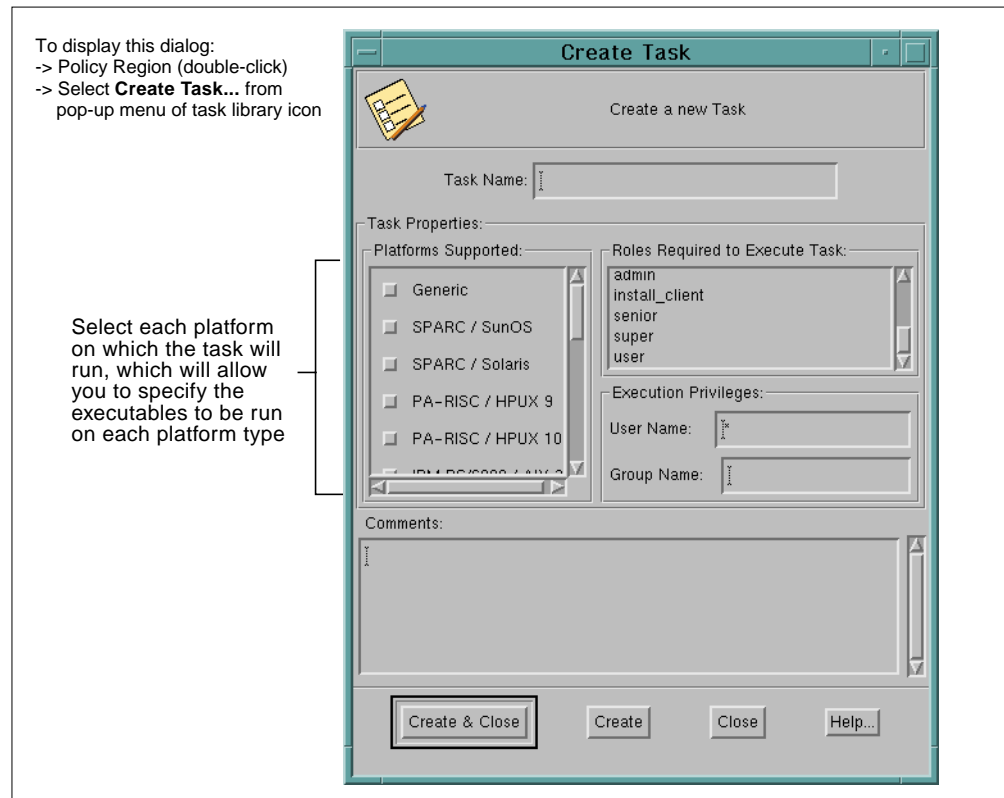 To display this dialog:
-> Policy Region (double-click)
-> Select Create Task... from
pop-up menu of task library icon
Select each platform
on which the task will
run, which will allow
you to specify the
executables to be run
on each platform type
Create Task
Create a new Task
Task Name:
Task Properties:
Platforms Supported:
Generic
SPARC / SunOS
SPARC / Solaris
PA-RISC / HPUX 9
PA-RISC / HPUX 10
Roles Required to Execute Task:
admin
install_client
senior
super
user
Execution Privileges:
User Name: *
Group Name:
Comments:
Create & Close
Create
Close
Help...